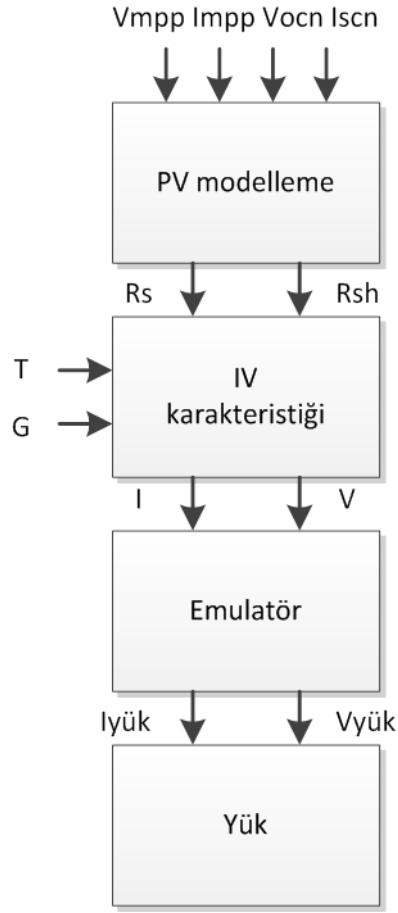 Vmpp Impp Vocn Iscn
PV modelleme
Rs
Rsh
T
G
IV
karakteristiği
I
V
Emulatör
Iyük
Vyük
Yük